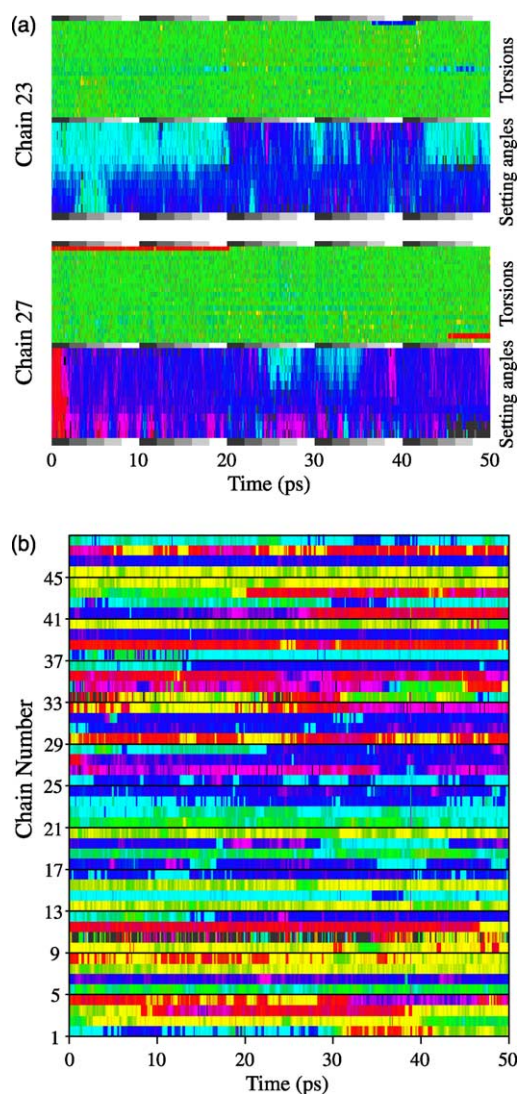 (a)
Chain 23
Torsions
Setting angles
Chain 27
Torsions
Setting angles
0 10 20 30 40 50
Time (ps)
(b)
Chain Number
45
41
37
33
29
25
21
17
13
9
5
1
0 10 20 30 40 50
Time (ps)